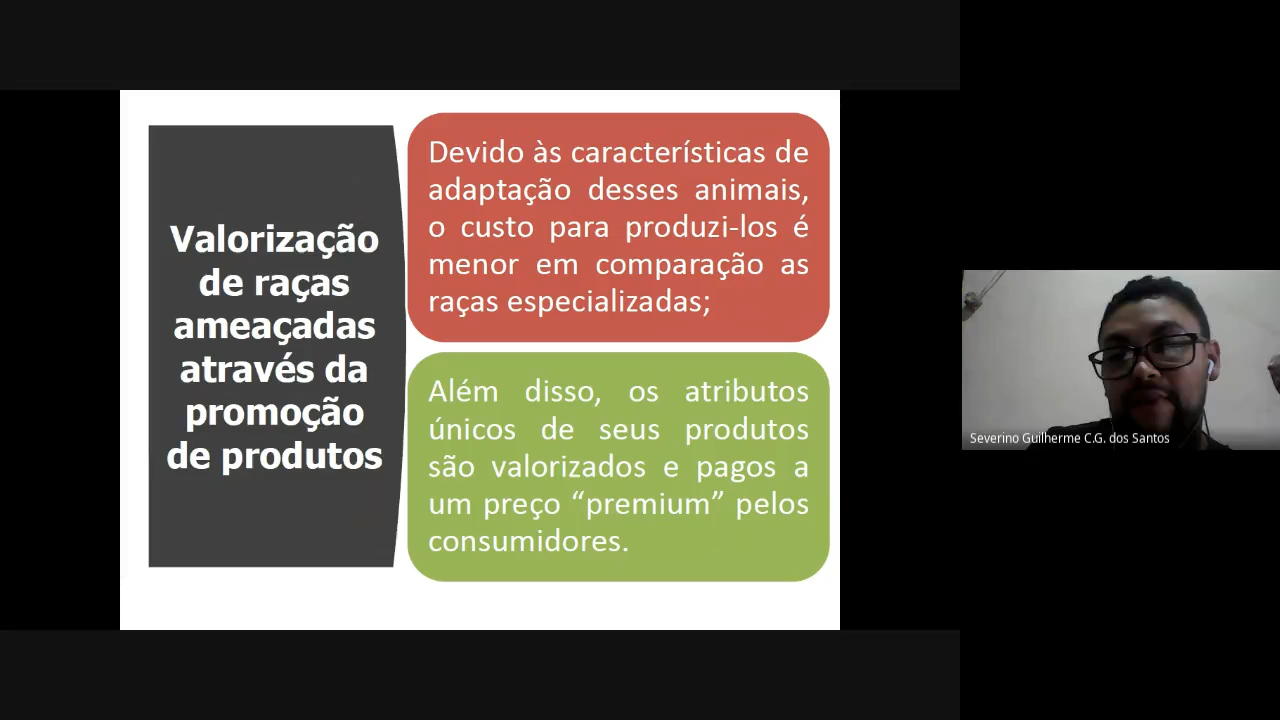 Valorização
de raças
ameaçadas
através da
promoção
de produtos
Devido às características de
adaptação desses animais,
o custo para produzi-los é
menor em comparação as
raças especializadas;
Além disso, os atributos
únicos de seus produtos
são valorizados e pagos a
um preço “premium” pelos
consumidores.
Severino Guilherme C.G. dos Santos